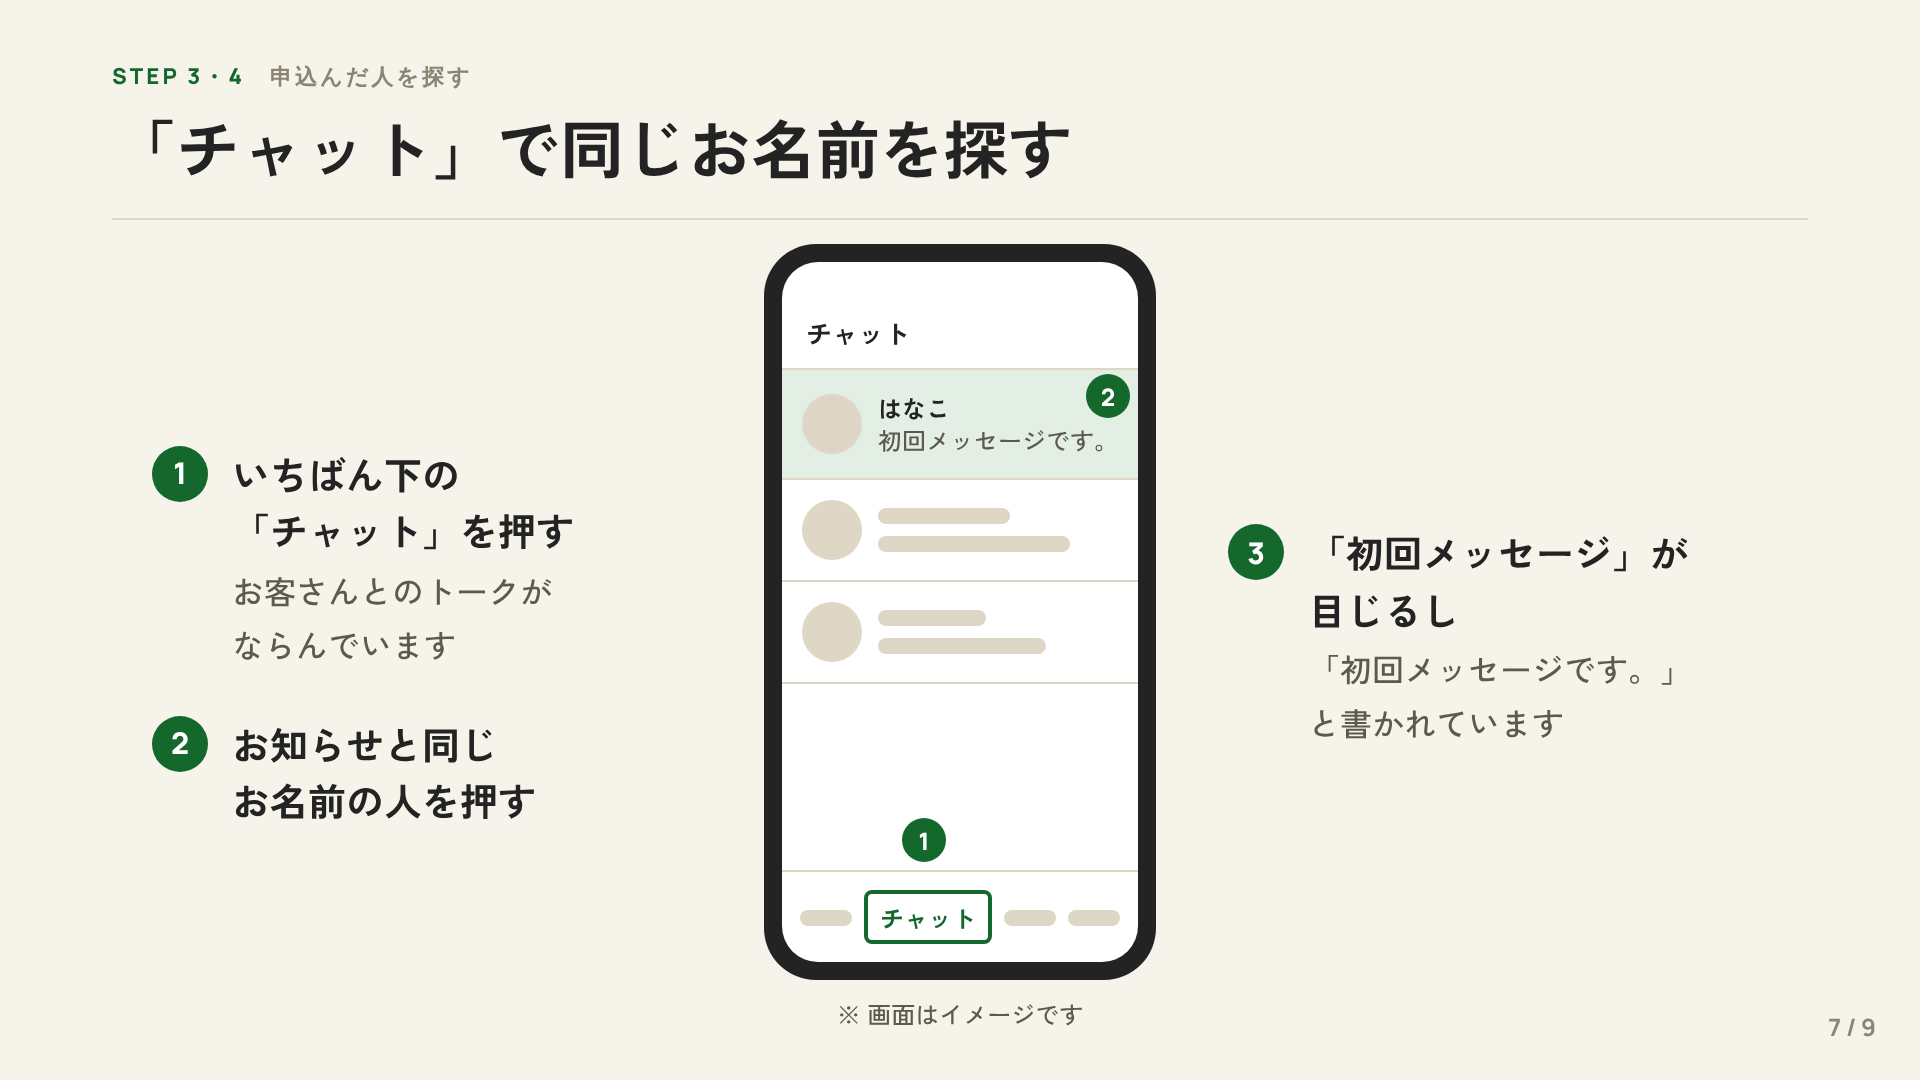 STEP 3・4 申込んだ人を探す
「チャット」で同じお名前を探す
1 いちばん下の
「チャット」を押す
お客さんとのトークが
ならんでいます
2 お知らせと同じ
お名前の人を押す
チャット
はなこ
2
初回メッセージです。
1
チャット
※ 画面はイメージです
3 「初回メッセージ」が
目じるし
「初回メッセージです。」
と書かれています
7 / 9